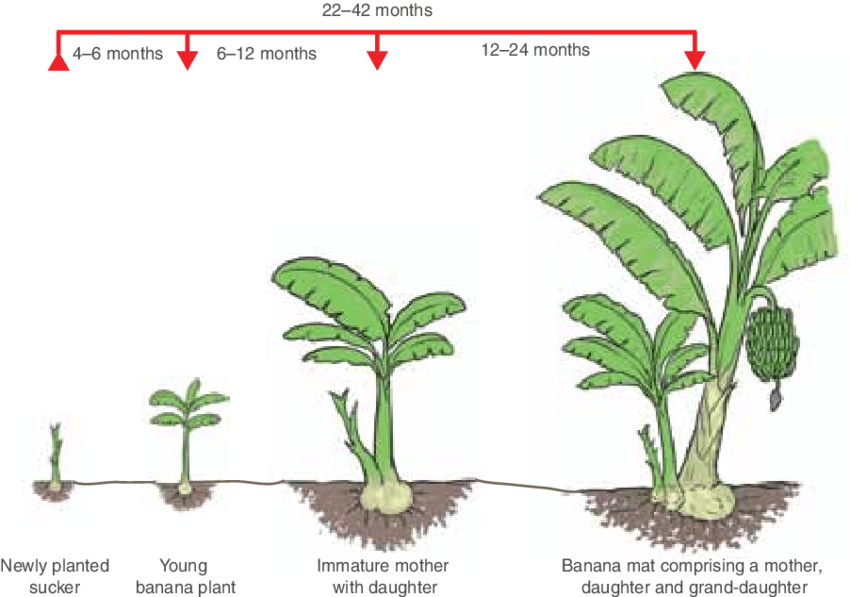 22–42 months
4–6 months
6–12 months
12–24 months
Newly planted
sucker
Young
banana plant
Immature mother
with daughter
Banana mat comprising a mother,
daughter and grand-daughter